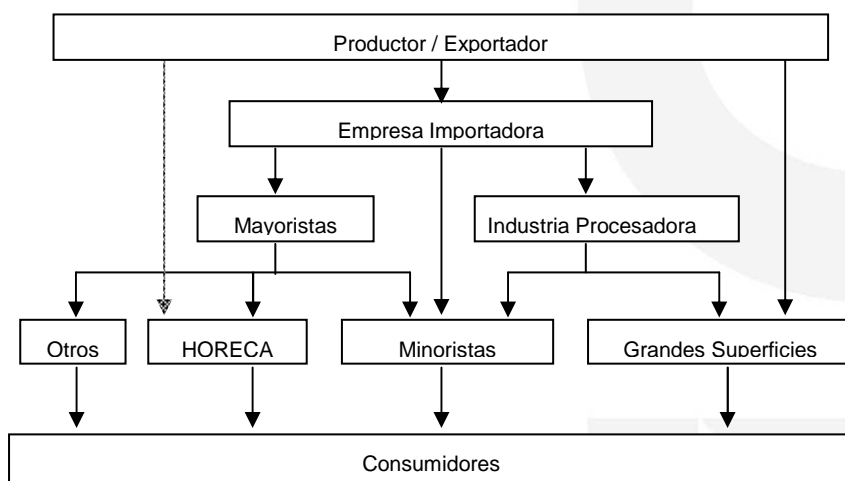 Productor / Exportador
Empresa Importadora
Mayoristas
Industria Procesadora
Otros
HORECA
Minoristas
Grandes Superficies
Consumidores